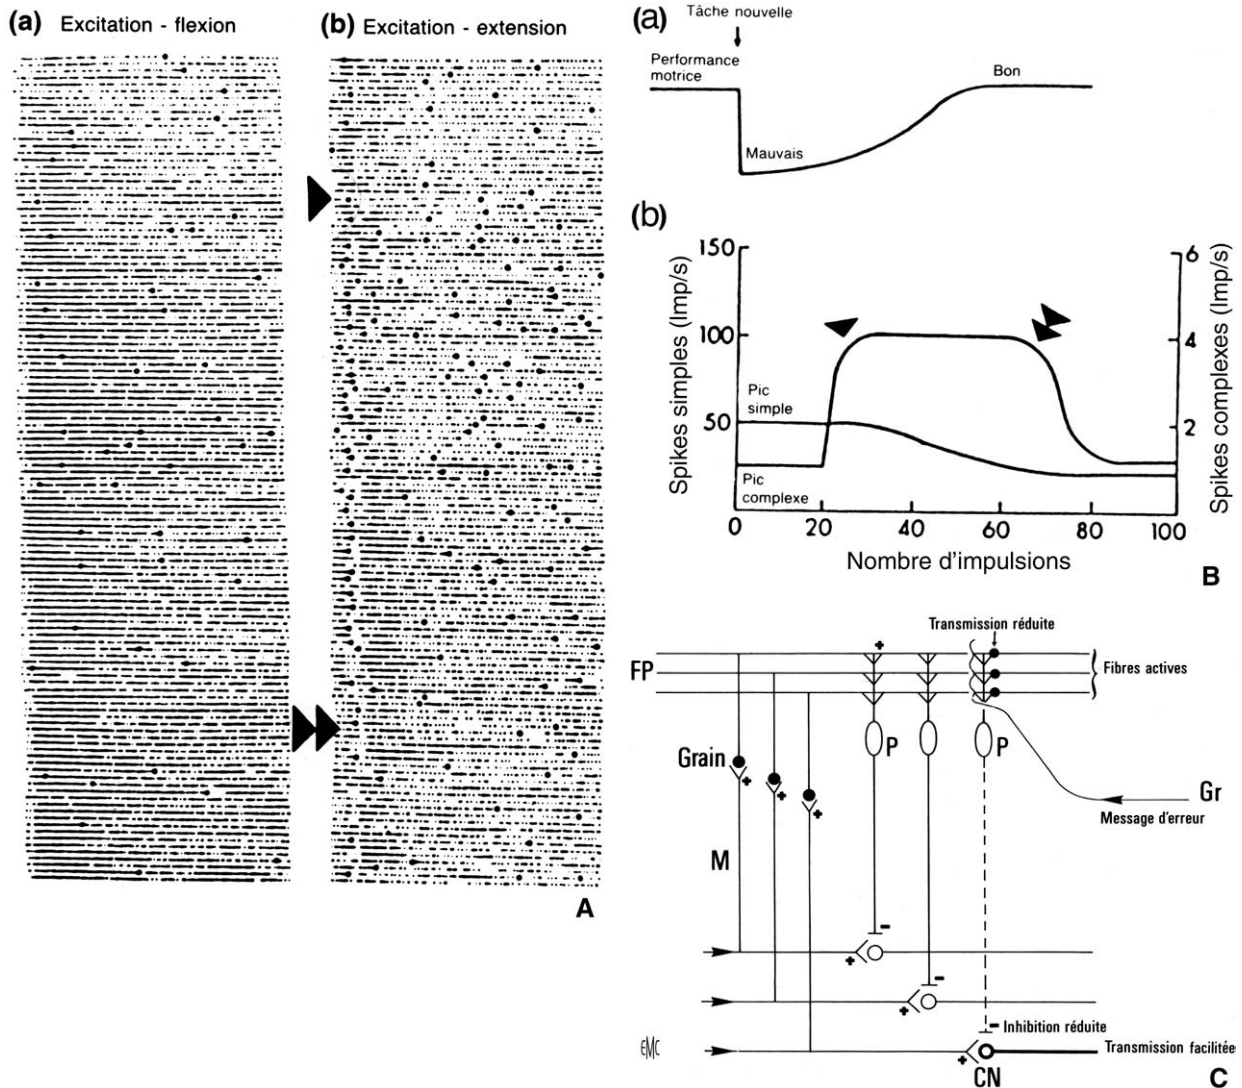 (a) Excitation - flexion
(b) Excitation - extension
A
(a)
Tâche nouvelle
Performance
motrice
Bon
Mauvais
(b)
150
100
50
Spikes simples (Imp/s)
6
4
2
Spikes complexes (Imp/s)
Pic
simple
Pic
complexe
0 20 40 60 80 100
Nombre d'impulsions
B
Transmission réduite
FP
+
Fibres actives
Grain
P
P
+
+
+
Gr
Message d'erreur
M
-
+
-
+
- Inhibition réduite
EMC
Transmission facilitée
+
CN
C